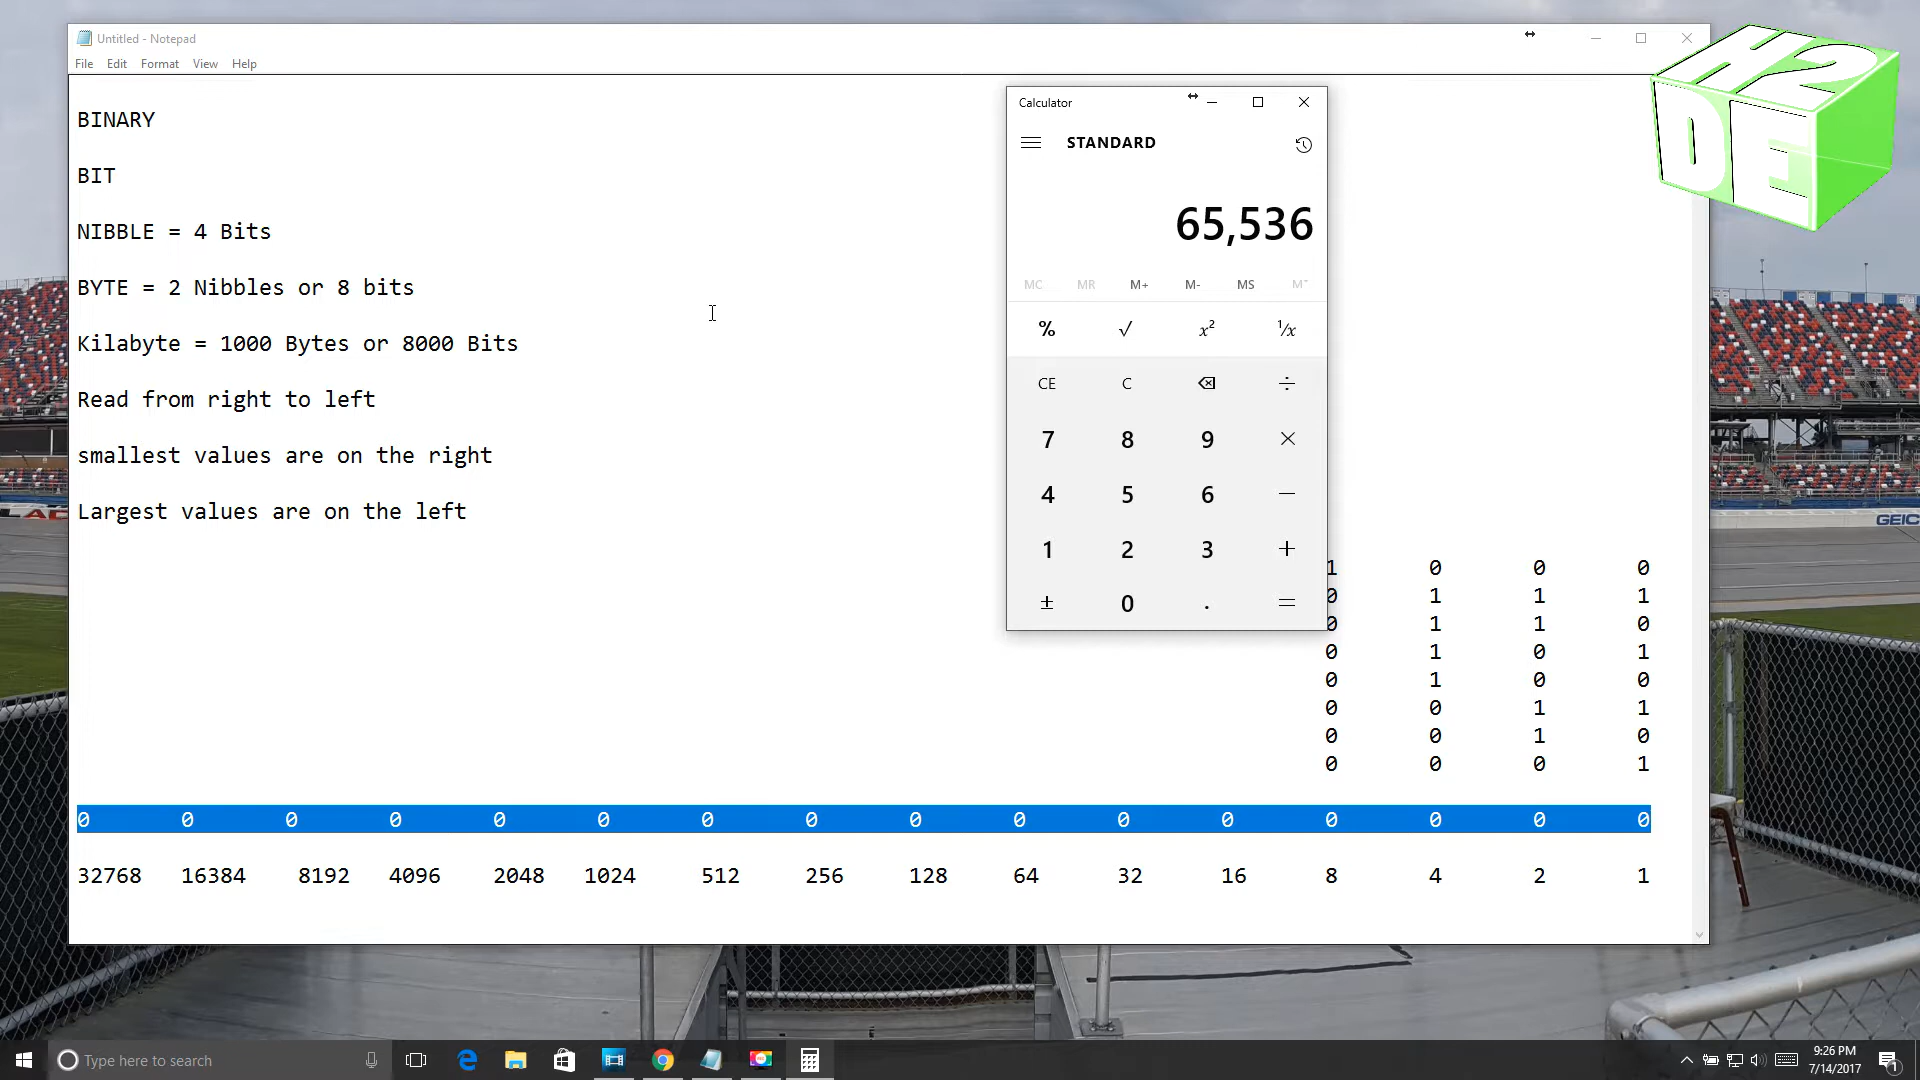 Untitled - Notepad
File Edit Format View Help
BINARY
BIT
NIBBLE = 4 Bits
BYTE = 2 Nibbles or 8 bits
Kilabyte = 1000 Bytes or 8000 Bits
Read from right to left
smallest values are on the right
Largest values are on the left
1 0 0 0
0 1 1 1
0 1 1 0
0 1 0 1
0 1 0 0
0 0 1 1
0 0 1 0
0 0 0 1
0 0 0 0 0 0 0 0 0 0 0 0 0 0 0 0
32768 16384 8192 4096 2048 1024 512 256 128 64 32 16 8 4 2 1
Calculator
STANDARD
65,536
MC MR M+ M- MS M˅
% √ x² ¹/x
CE C ÷
7 8 9 ×
4 5 6 −
1 2 3 +
± 0 . =
H2
DE
GEIC
Type here to search
9:26 PM
7/14/2017
1